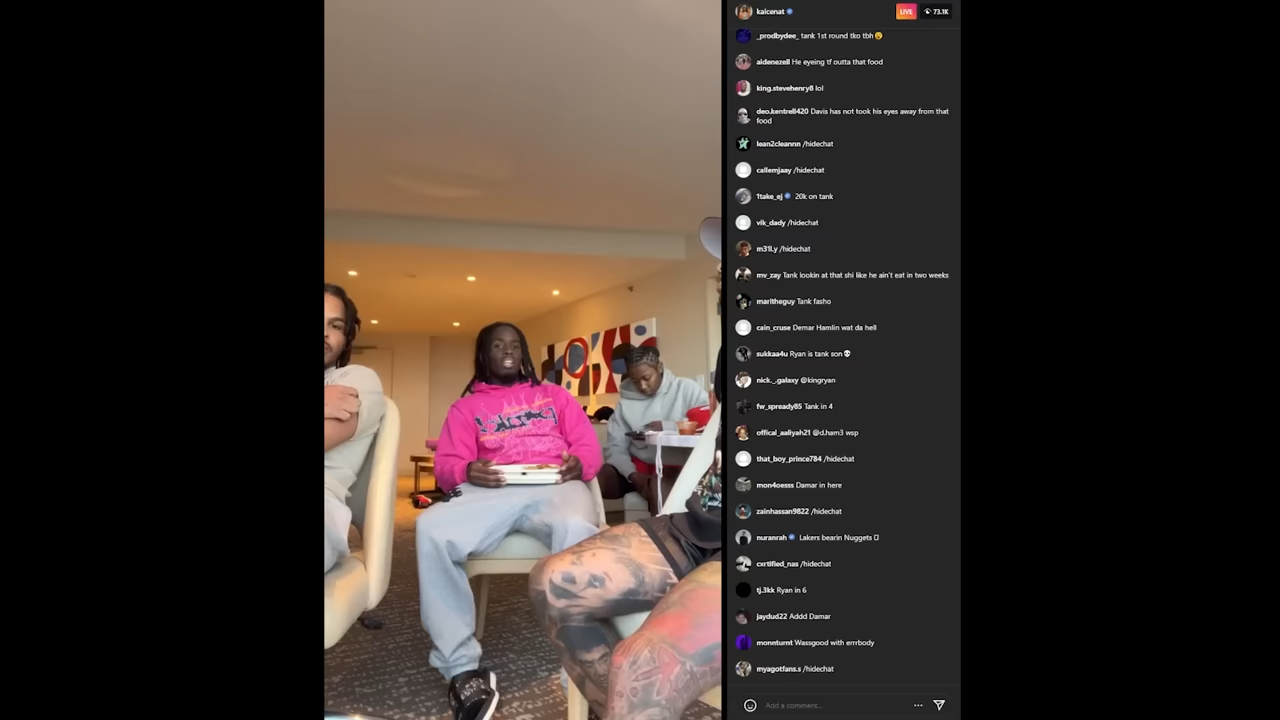 kaicenat
LIVE
73.1K
_prodbydee_ tank 1st round tko tbh😮
aidenezell He eyeing tf outta that food
king.stevehenry8 lol
deo.kentrell420 Davis has not took his eyes away from that
food
lean2cleannn /hidechat
callemjaay /hidechat
1take_ej 20k on tank
vik_dady /hidechat
m31l.y /hidechat
mv_zay Tank lookin at that shi like he ain't eat in two weeks
maritheguy Tank fasho
cain_cruse Demar Hamlin wat da hell
sukkaa4u Ryan is tank son💀
nick._.galaxy @kingryan
fw_spready85 Tank in 4
offical_aaliyah21 @d.ham3 wsp
that_boy_prince784 /hidechat
mon4oesss Damar in here
zainhassan9822 /hidechat
nuranrah Lakers bearin Nuggets
cxrtified_nas /hidechat
tj.3kk Ryan in 6
jaydud22 Addd Damar
monnturnt Wassgood with errrbody
myagotfans.s /hidechat
Add a comment...